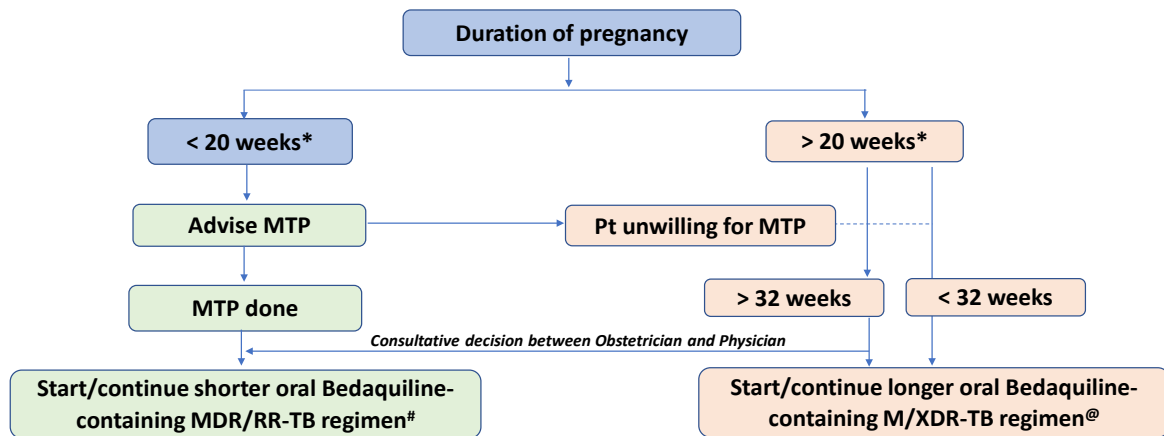 Duration of pregnancy
< 20 weeks*
> 20 weeks*
Advise MTP
Pt unwilling for MTP
MTP done
> 32 weeks
< 32 weeks
Consultative decision between Obstetrician and Physician
Start/continue shorter oral Bedaquiline-
containing MDR/RR-TB regimen#
Start/continue longer oral Bedaquiline-
containing M/XDR-TB regimen@